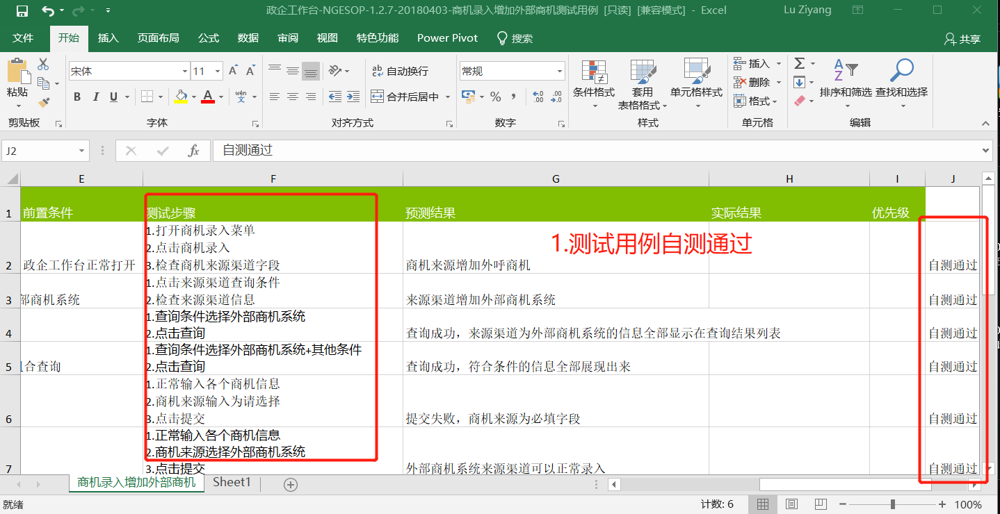 政企工作台-NGESOP-1.2.7-20180403-商机录入增加外部商机测试用例 [只读] [兼容模式] - Excel
Lu Ziyang
文件 开始 插入 页面布局 公式 数据 审阅 视图 特色功能 Power Pivot 搜索 共享
粘贴
剪贴板
宋体 11
B I U
wén 文
字体
自动换行
合并后居中
对齐方式
常规
数字
条件格式
套用
表格格式
单元格样式
样式
插入
删除
格式
单元格
排序和筛选
查找和选择
编辑
J2 fx 自测通过
E F G H I J
1 前置条件 测试步骤 预测结果 实际结果 优先级
1.测试用例自测通过
1.打开商机录入菜单
2.点击商机录入
2 政企工作台正常打开 3.检查商机来源渠道字段 商机来源增加外呼商机 自测通过
1.点击来源渠道查询条件
3 部商机系统 2.检查来源渠道信息 来源渠道增加外部商机系统 自测通过
1.查询条件选择外部商机系统
4 2.点击查询 查询成功，来源渠道为外部商机系统的信息全部显示在查询结果列表 自测通过
1.查询条件选择外部商机系统+其他条件
5 合查询 2.点击查询 查询成功，符合条件的信息全部展现出来 自测通过
1.正常输入各个商机信息
2.商机来源输入为请选择
6 3.点击提交 提交失败，商机来源为必填字段 自测通过
1.正常输入各个商机信息
2.商机来源选择外部商机系统
7 3.点击提交 外部商机系统来源渠道可以正常录入 自测通过
商机录入增加外部商机 Sheet1
就绪 计数: 6 100%